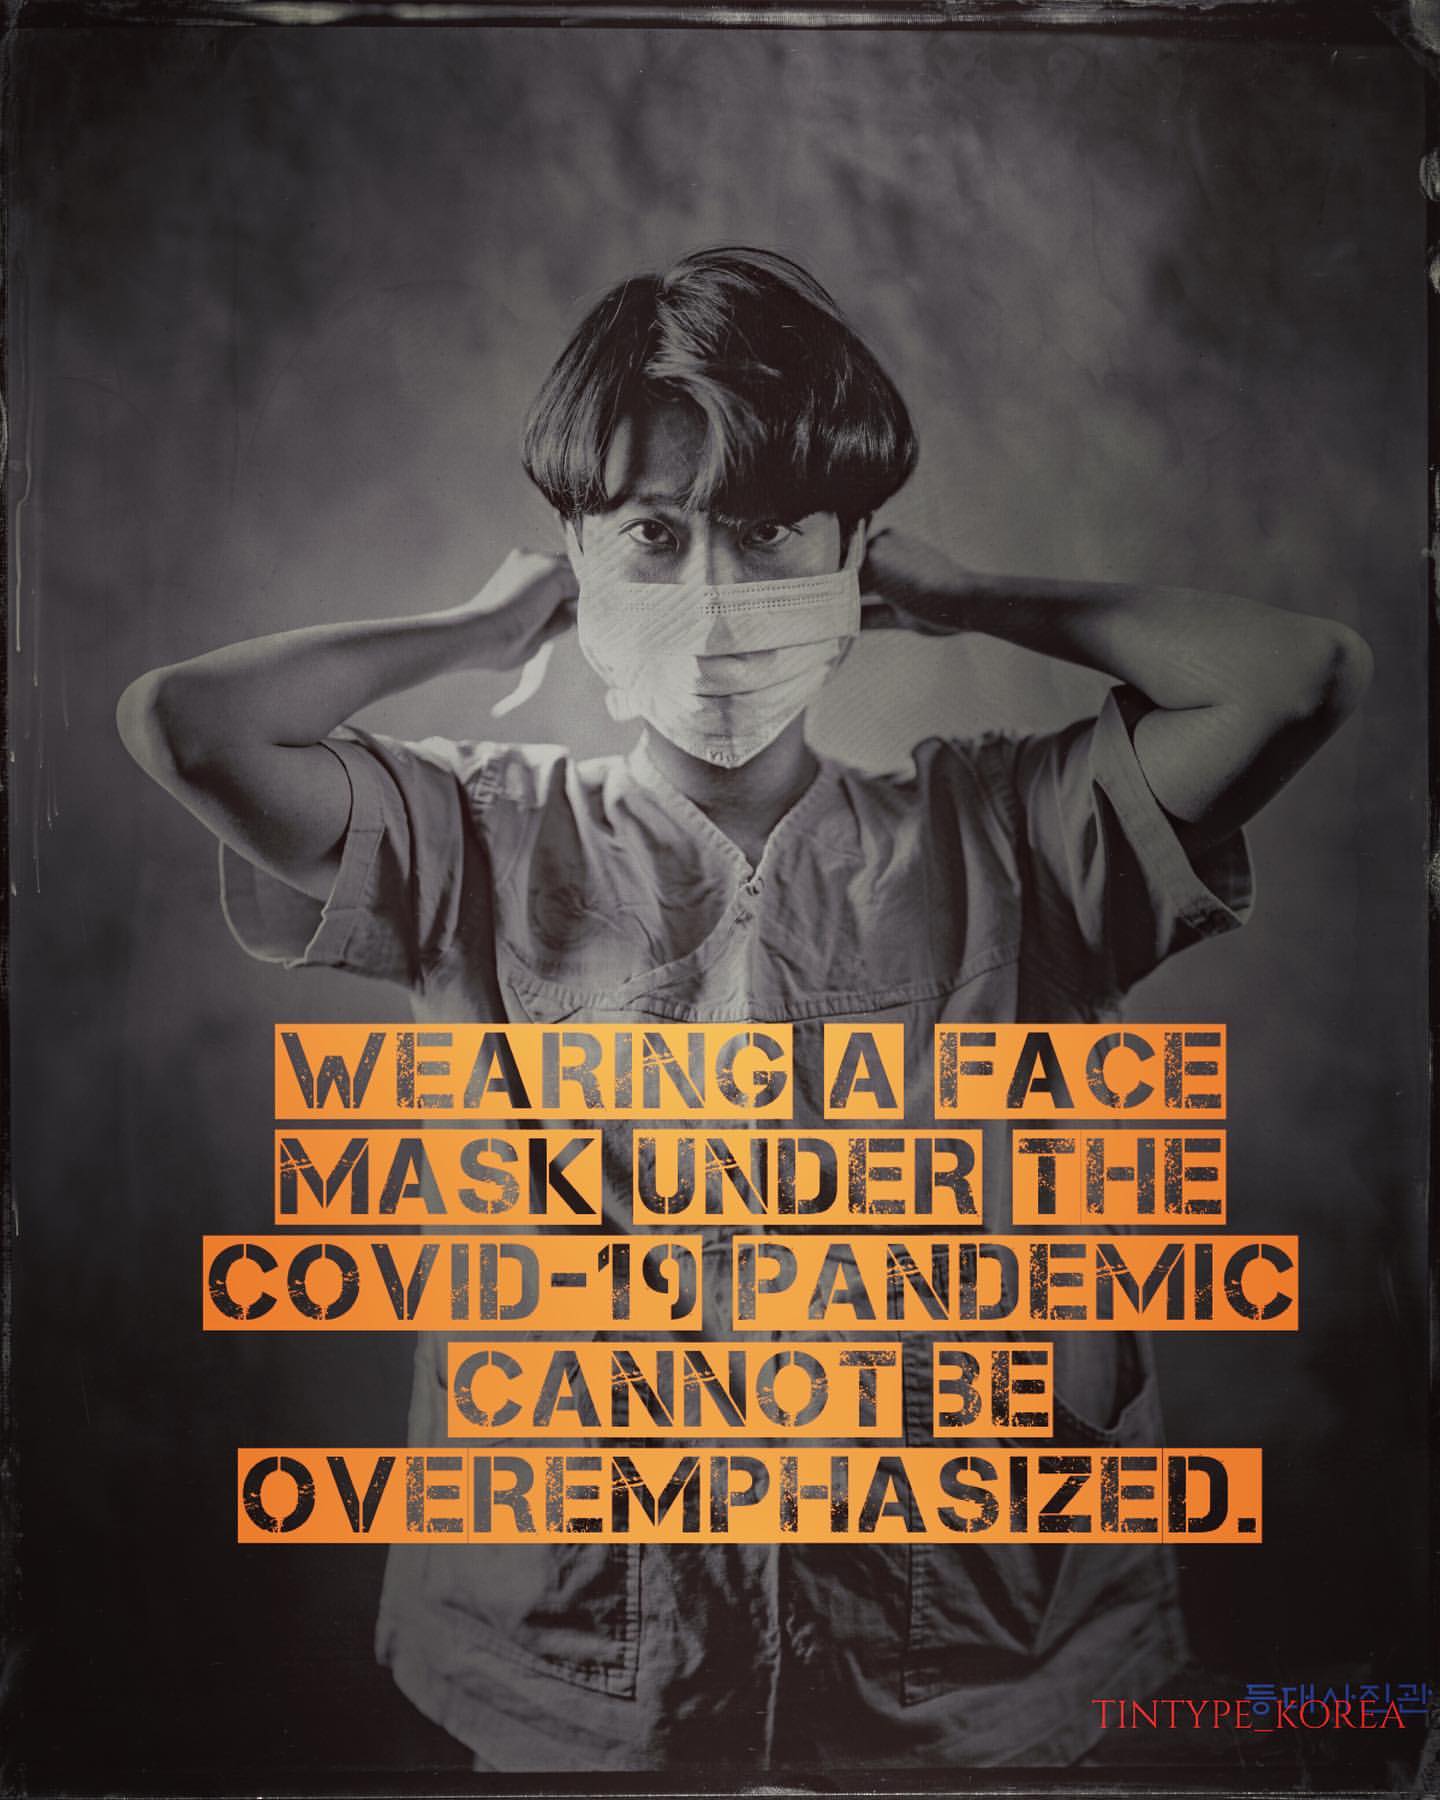 WEARING A FACE
MASK UNDER THE
COVID-19 PANDEMIC
CANNOT BE
OVEREMPHASIZED.
등대사진관
TINTYPE_KOREA